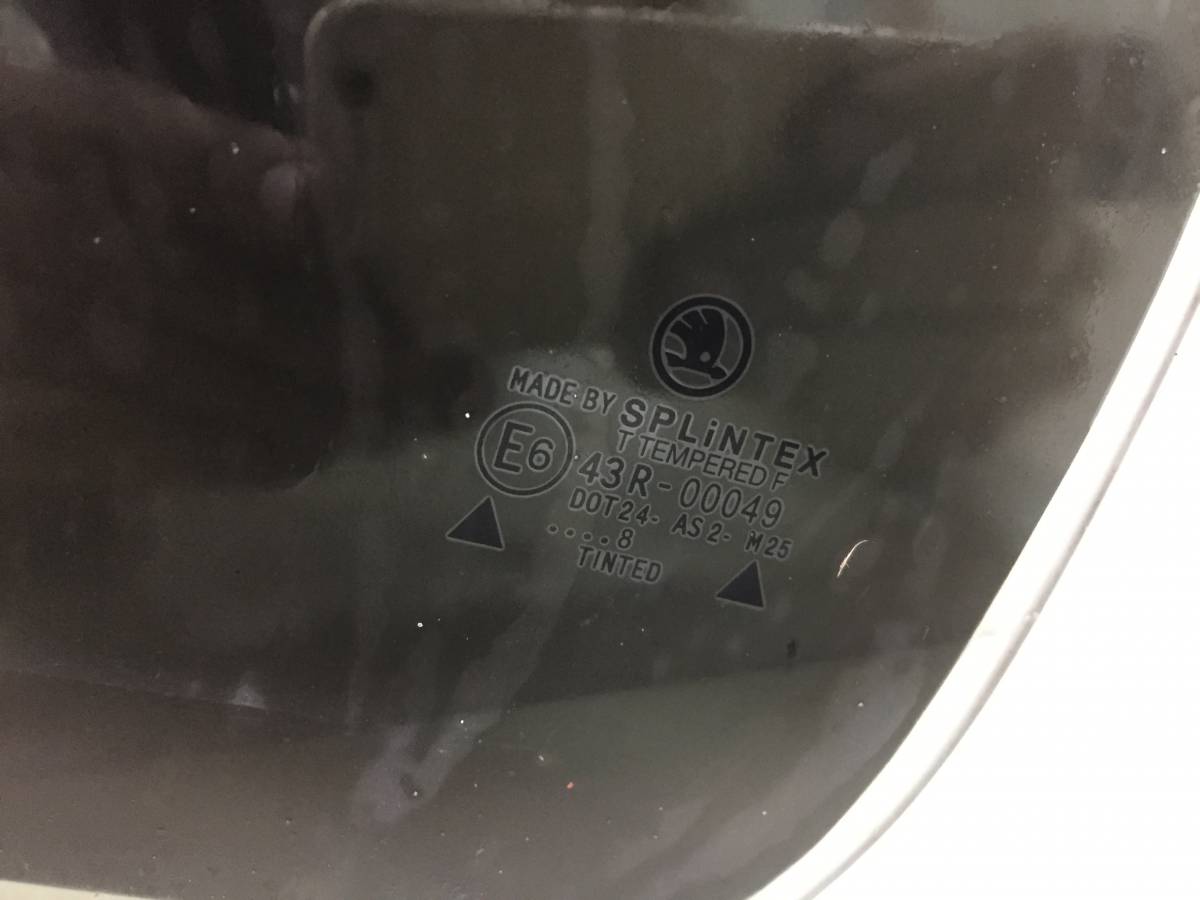 MADE BY SPLiNTEX
T TEMPERED F
E6 43R-00049
DOT24- AS2- M25
....8
TINTED